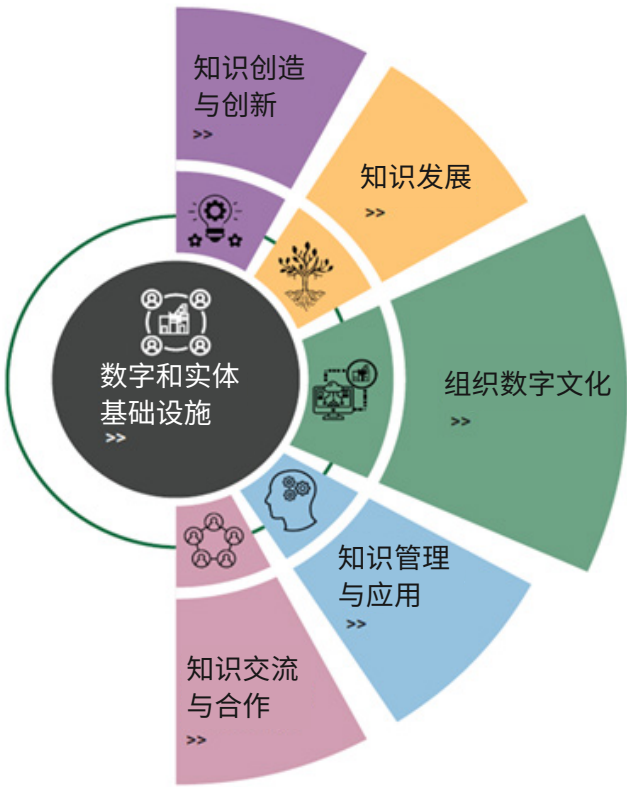 知识创造
与创新
>>
知识发展
>>
组织数字文化
>>
数字和实体
基础设施
>>
知识管理
与应用
>>
知识交流
与合作
>>